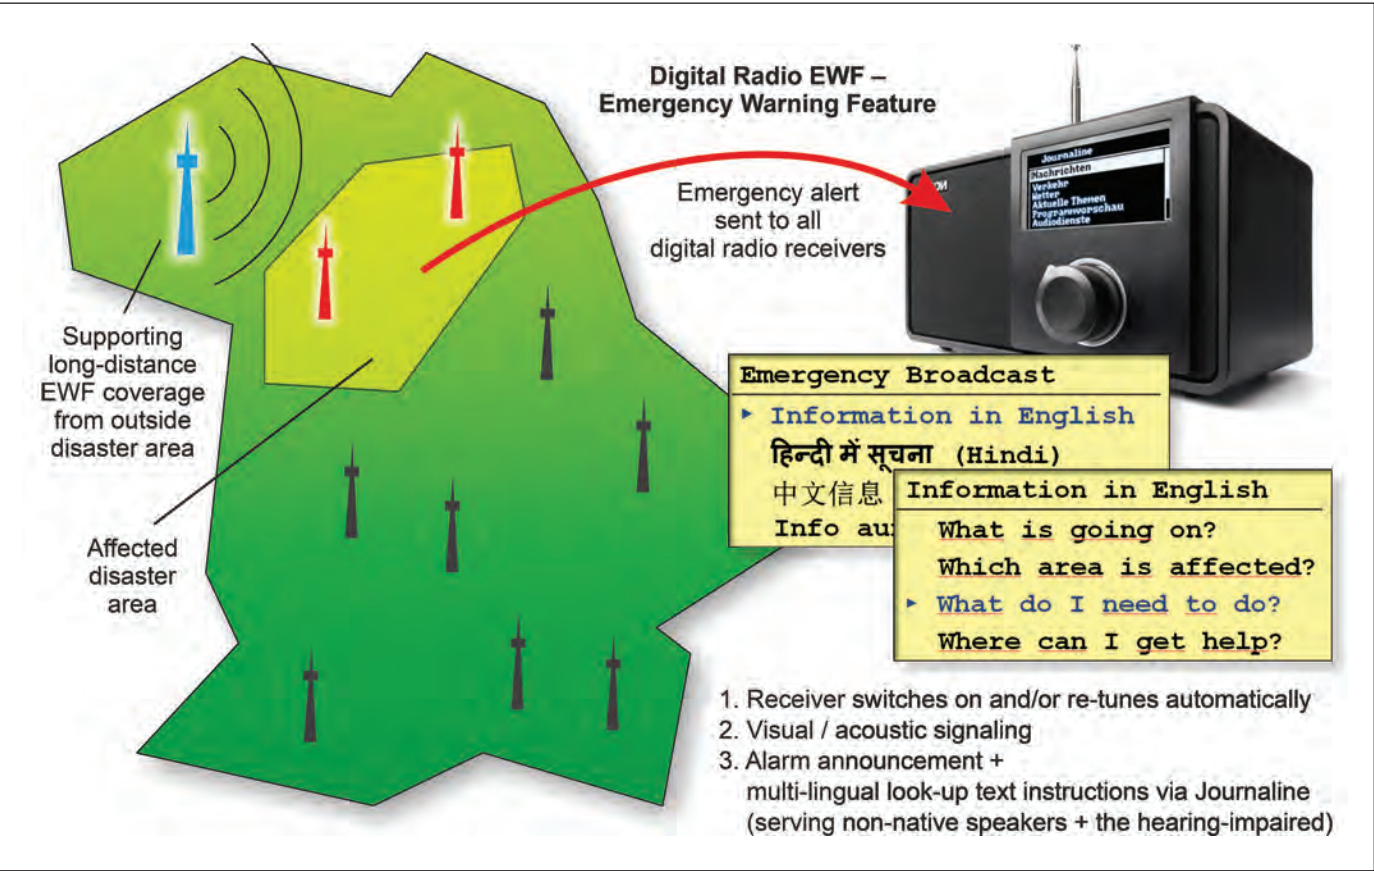 Digital Radio EWF –
Emergency Warning Feature
Emergency alert
sent to all
digital radio receivers
Journaline
Nachrichten
Verkehr
Wetter
Aktuelle Themen
Programmvorschau
Audiodienste
Supporting
long-distance
EWF coverage
from outside
disaster area
Affected
disaster
area
Emergency Broadcast
▸ Information in English
हिन्दी में सूचना (Hindi)
中文信息
Info au
Information in English
What is going on?
Which area is affected?
▸ What do I need to do?
Where can I get help?
1. Receiver switches on and/or re-tunes automatically
2. Visual / acoustic signaling
3. Alarm announcement +
multi-lingual look-up text instructions via Journaline
(serving non-native speakers + the hearing-impaired)